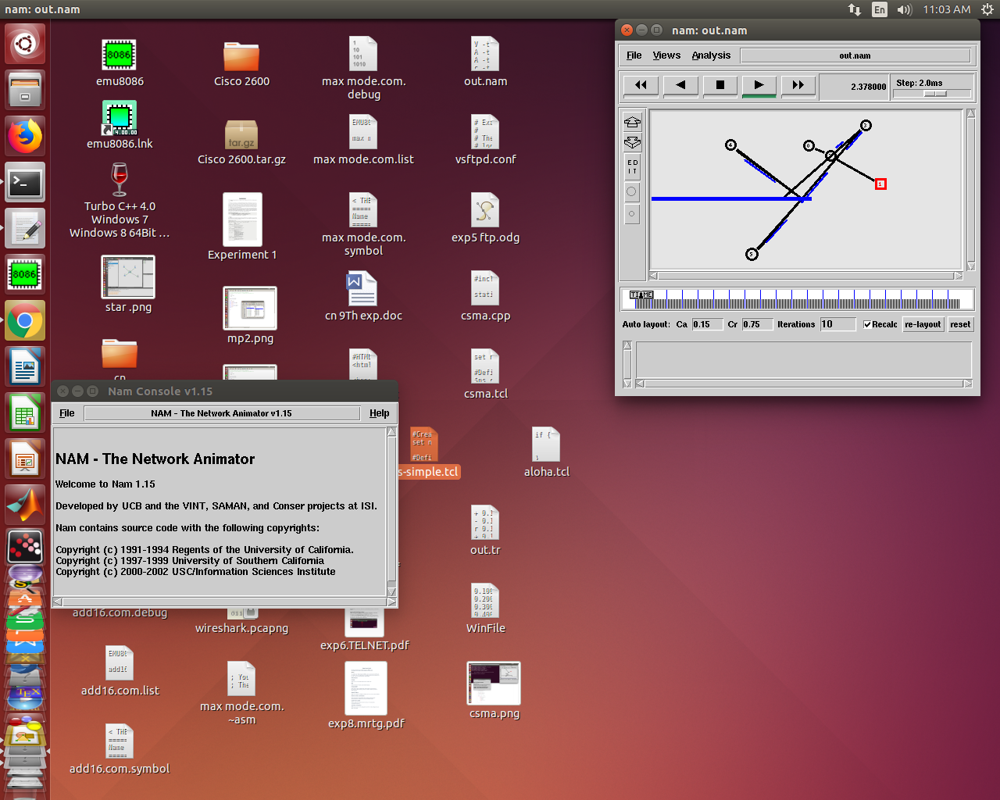 nam: out.nam
En
11:03 AM
emu8086
Cisco 2600
max mode.com.
debug
out.nam
emu8086.lnk
Cisco 2600.tar.gz
max mode.com.list
vsftpd.conf
Turbo C++ 4.0
Windows 7
Windows 8 64Bit ...
Experiment 1
max mode.com.
symbol
exp5 ftp.odg
star .png
mp2.png
cn 9Th exp.doc
csma.cpp
cn
csma.tcl
s-simple.tcl
aloha.tcl
out.tr
add16.com.debug
wireshark.pcapng
exp6.TELNET.pdf
WinFile
add16.com.list
max mode.com.
~asm
exp8.mrtg.pdf
csma.png
add16.com.symbol
nam: out.nam
File Views Analysis out.nam
2.378000
Step: 2.0ms
EDIT
TIME
Auto layout: Ca 0.15 Cr 0.75 Iterations 10 Recalc re-layout reset
Nam Console v1.15
File NAM - The Network Animator v1.15 Help
NAM - The Network Animator
Welcome to Nam 1.15
Developed by UCB and the VINT, SAMAN, and Conser projects at ISI.
Nam contains source code with the following copyrights:
Copyright (c) 1991-1994 Regents of the University of California.
Copyright (c) 1997-1999 University of Southern California
Copyright (c) 2000-2002 USC/Information Sciences Institute